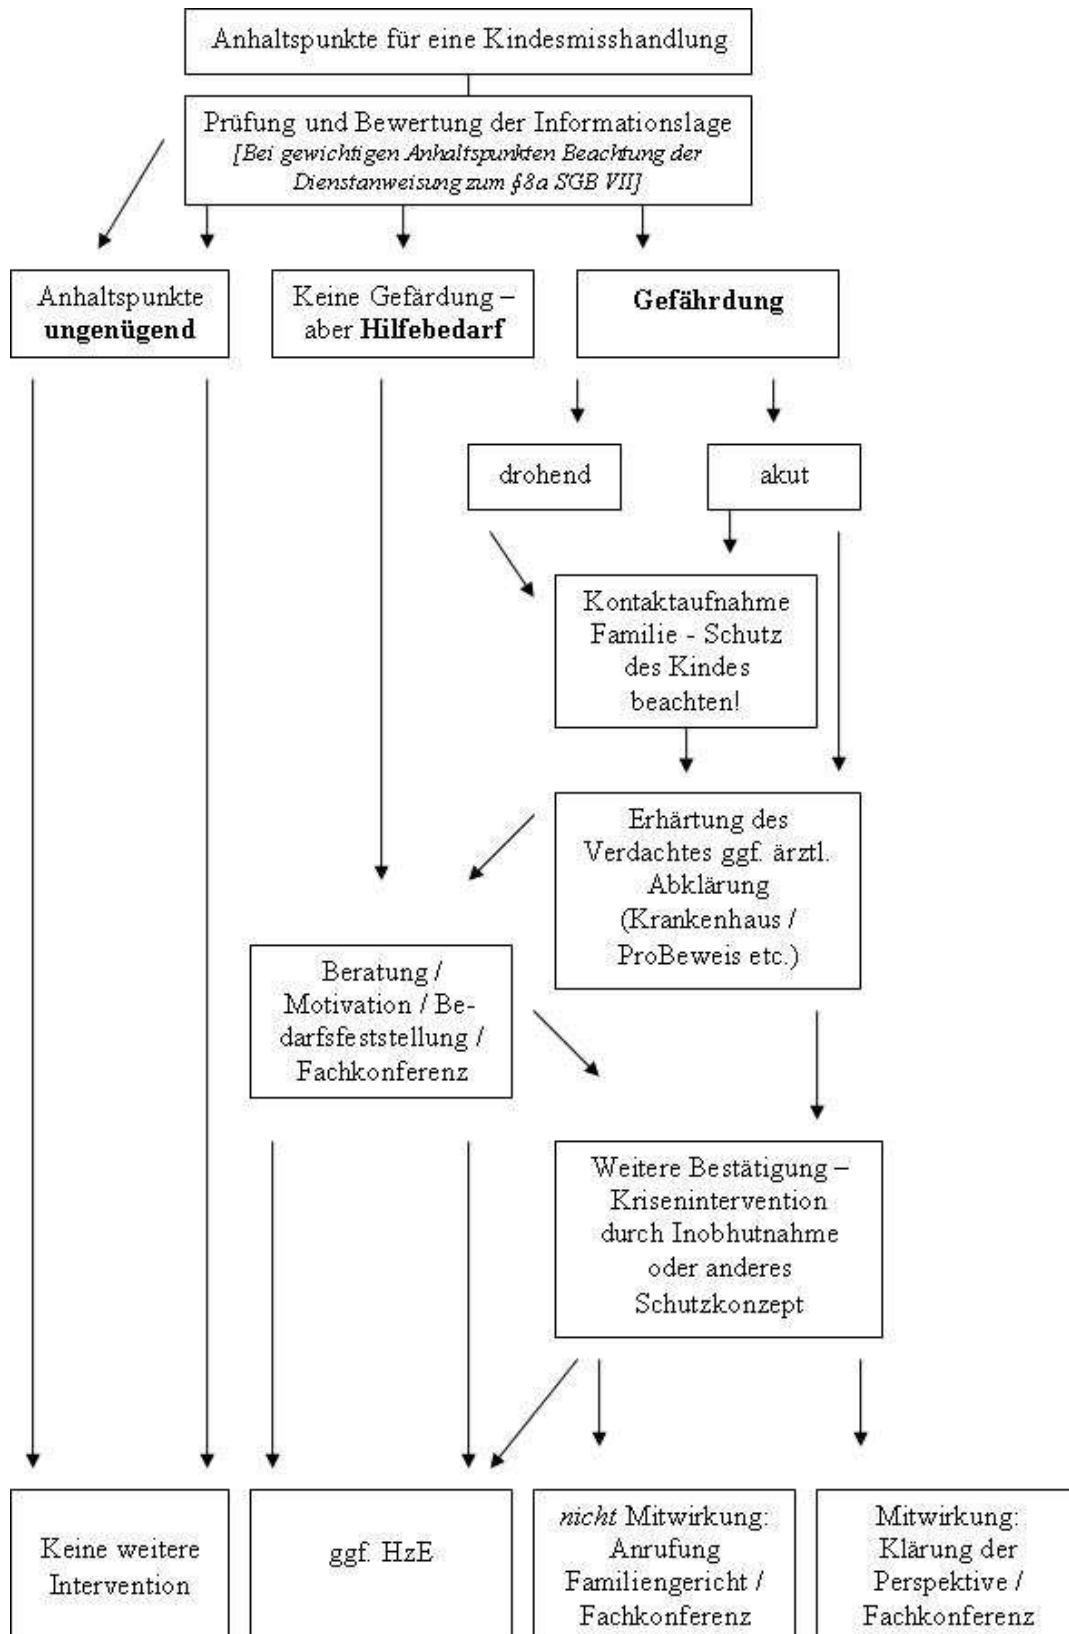 Anhaltspunkte für eine Kindesmisshandlung
Prüfung und Bewertung der Informationslage
[Bei gewichtigen Anhaltspunkten Beachtung der
Dienstanweisung zum §8a SGB VII]
Anhaltspunkte
ungenügend
Keine Gefärdung –
aber Hilfebedarf
Gefährdung
drohend
akut
Kontaktaufnahme
Familie - Schutz
des Kindes
beachten!
Erhärtung des
Verdachtes ggf. ärztl.
Abklärung
(Krankenhaus /
ProBeweis etc.)
Beratung /
Motivation / Be-
darfsfeststellung /
Fachkonferenz
Weitere Bestätigung –
Krisenintervention
durch Inobhutnahme
oder anderes
Schutzkonzept
Keine weitere
Intervention
ggf. HzE
nicht Mitwirkung:
Anrufung
Familiengericht /
Fachkonferenz
Mitwirkung:
Klärung der
Perspektive /
Fachkonferenz